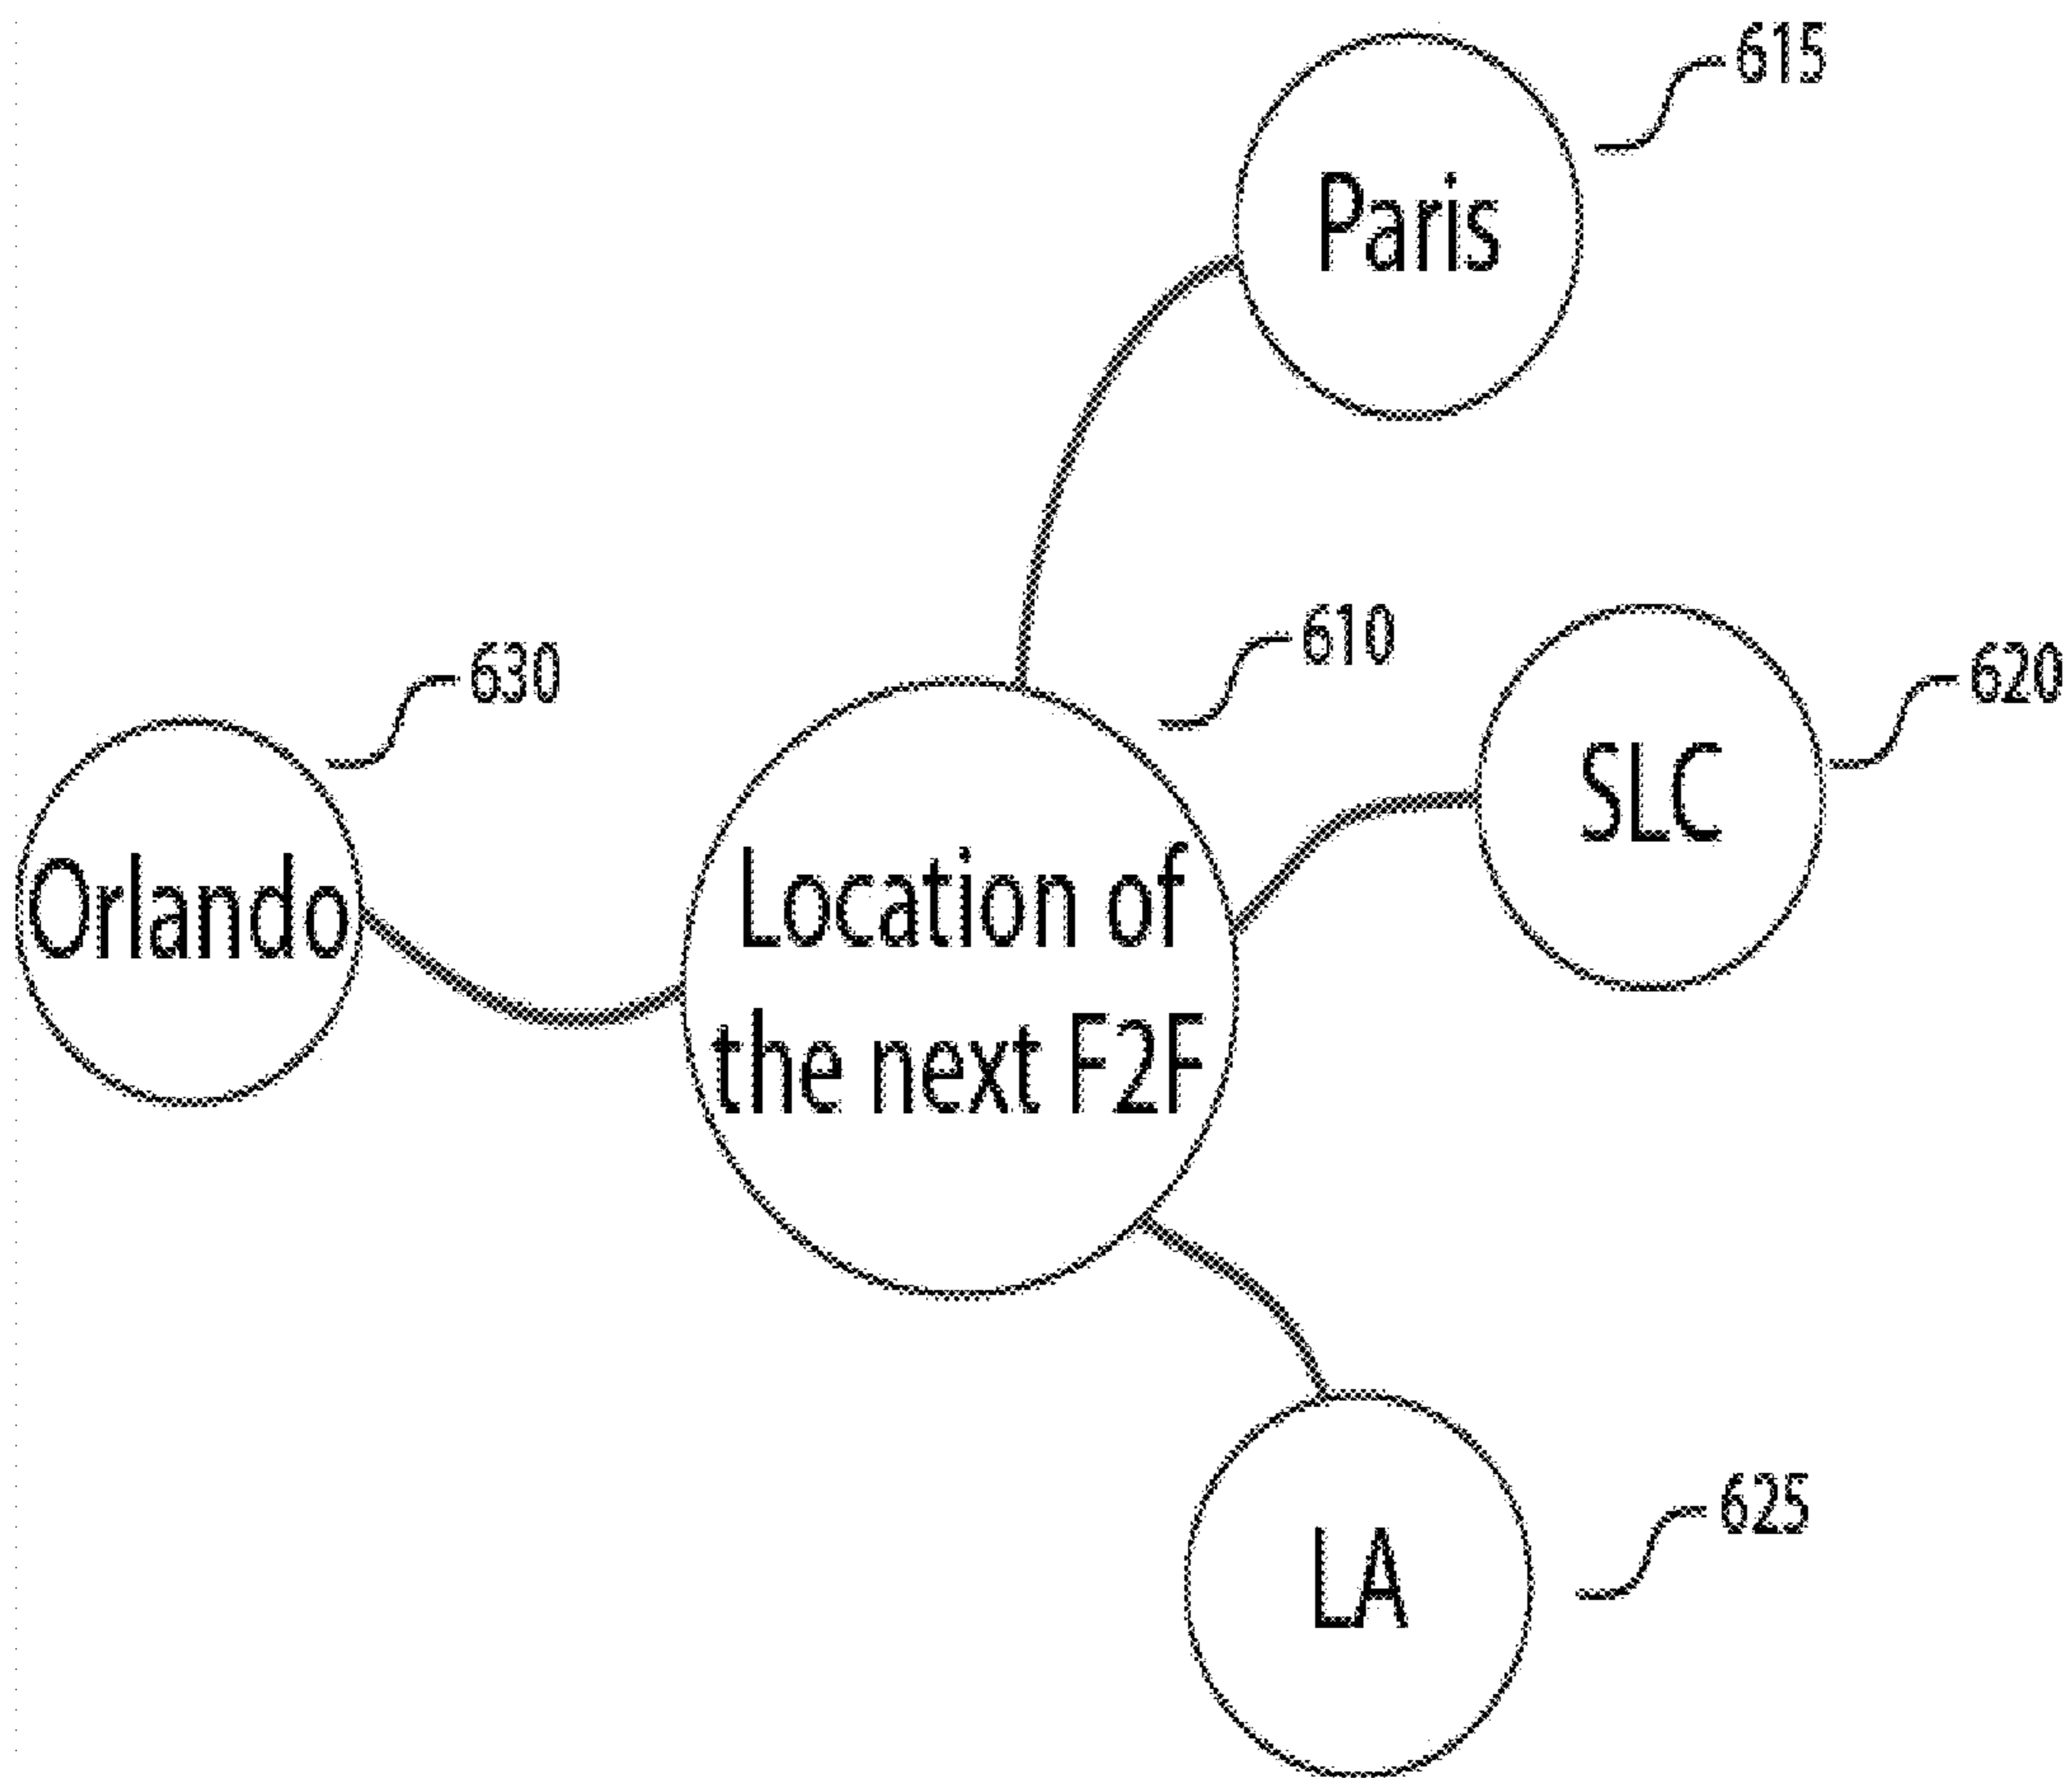 615
Paris
610
630
620
SLC
Orlando
Location of
the next F2F
625
LA